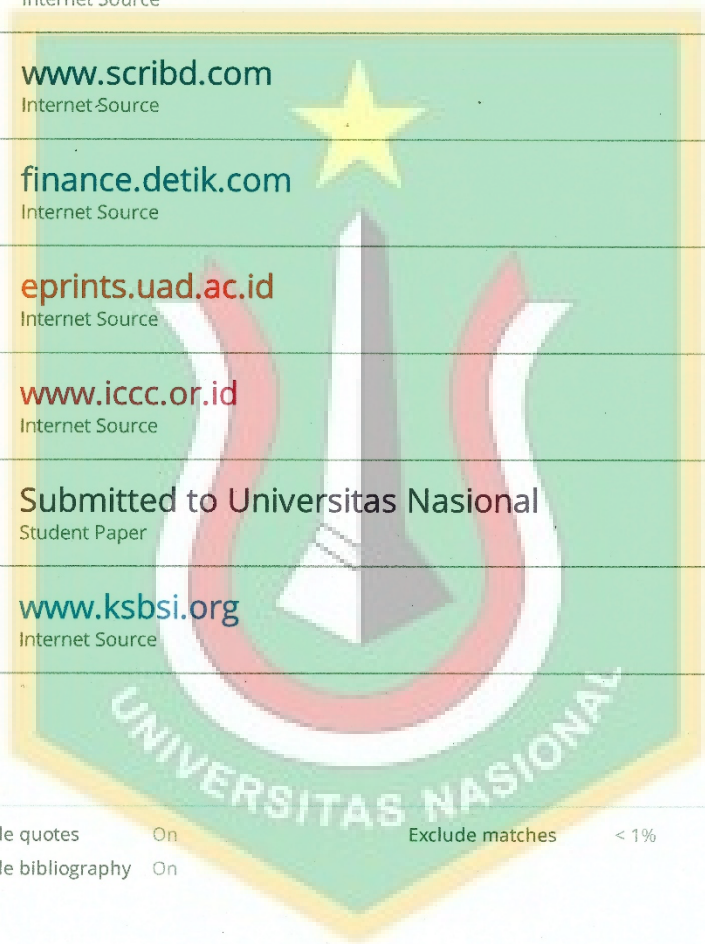 Internet Source
www.scribd.com
Internet Source
finance.detik.com
Internet Source
eprints.uad.ac.id
Internet Source
www.iccc.or.id
Internet Source
Submitted to Universitas Nasional
Student Paper
www.ksbsi.org
Internet Source
UNIVERSITAS NASIONAL
le quotes On Exclude matches < 1%
le bibliography On